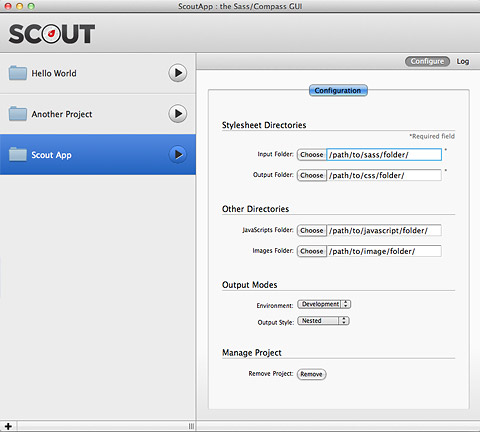 ScoutApp : the Sass/Compass GUI
SCOUT
Hello World
Another Project
Scout App
Configure Log
Configuration
Stylesheet Directories
*Required field
Input Folder: Choose /path/to/sass/folder/ *
Output Folder: Choose /path/to/css/folder/ *
Other Directories
JavaScripts Folder: Choose /path/to/javascript/folder/
Images Folder: Choose /path/to/image/folder/
Output Modes
Environment: Development
Output Style: Nested
Manage Project
Remove Project: Remove